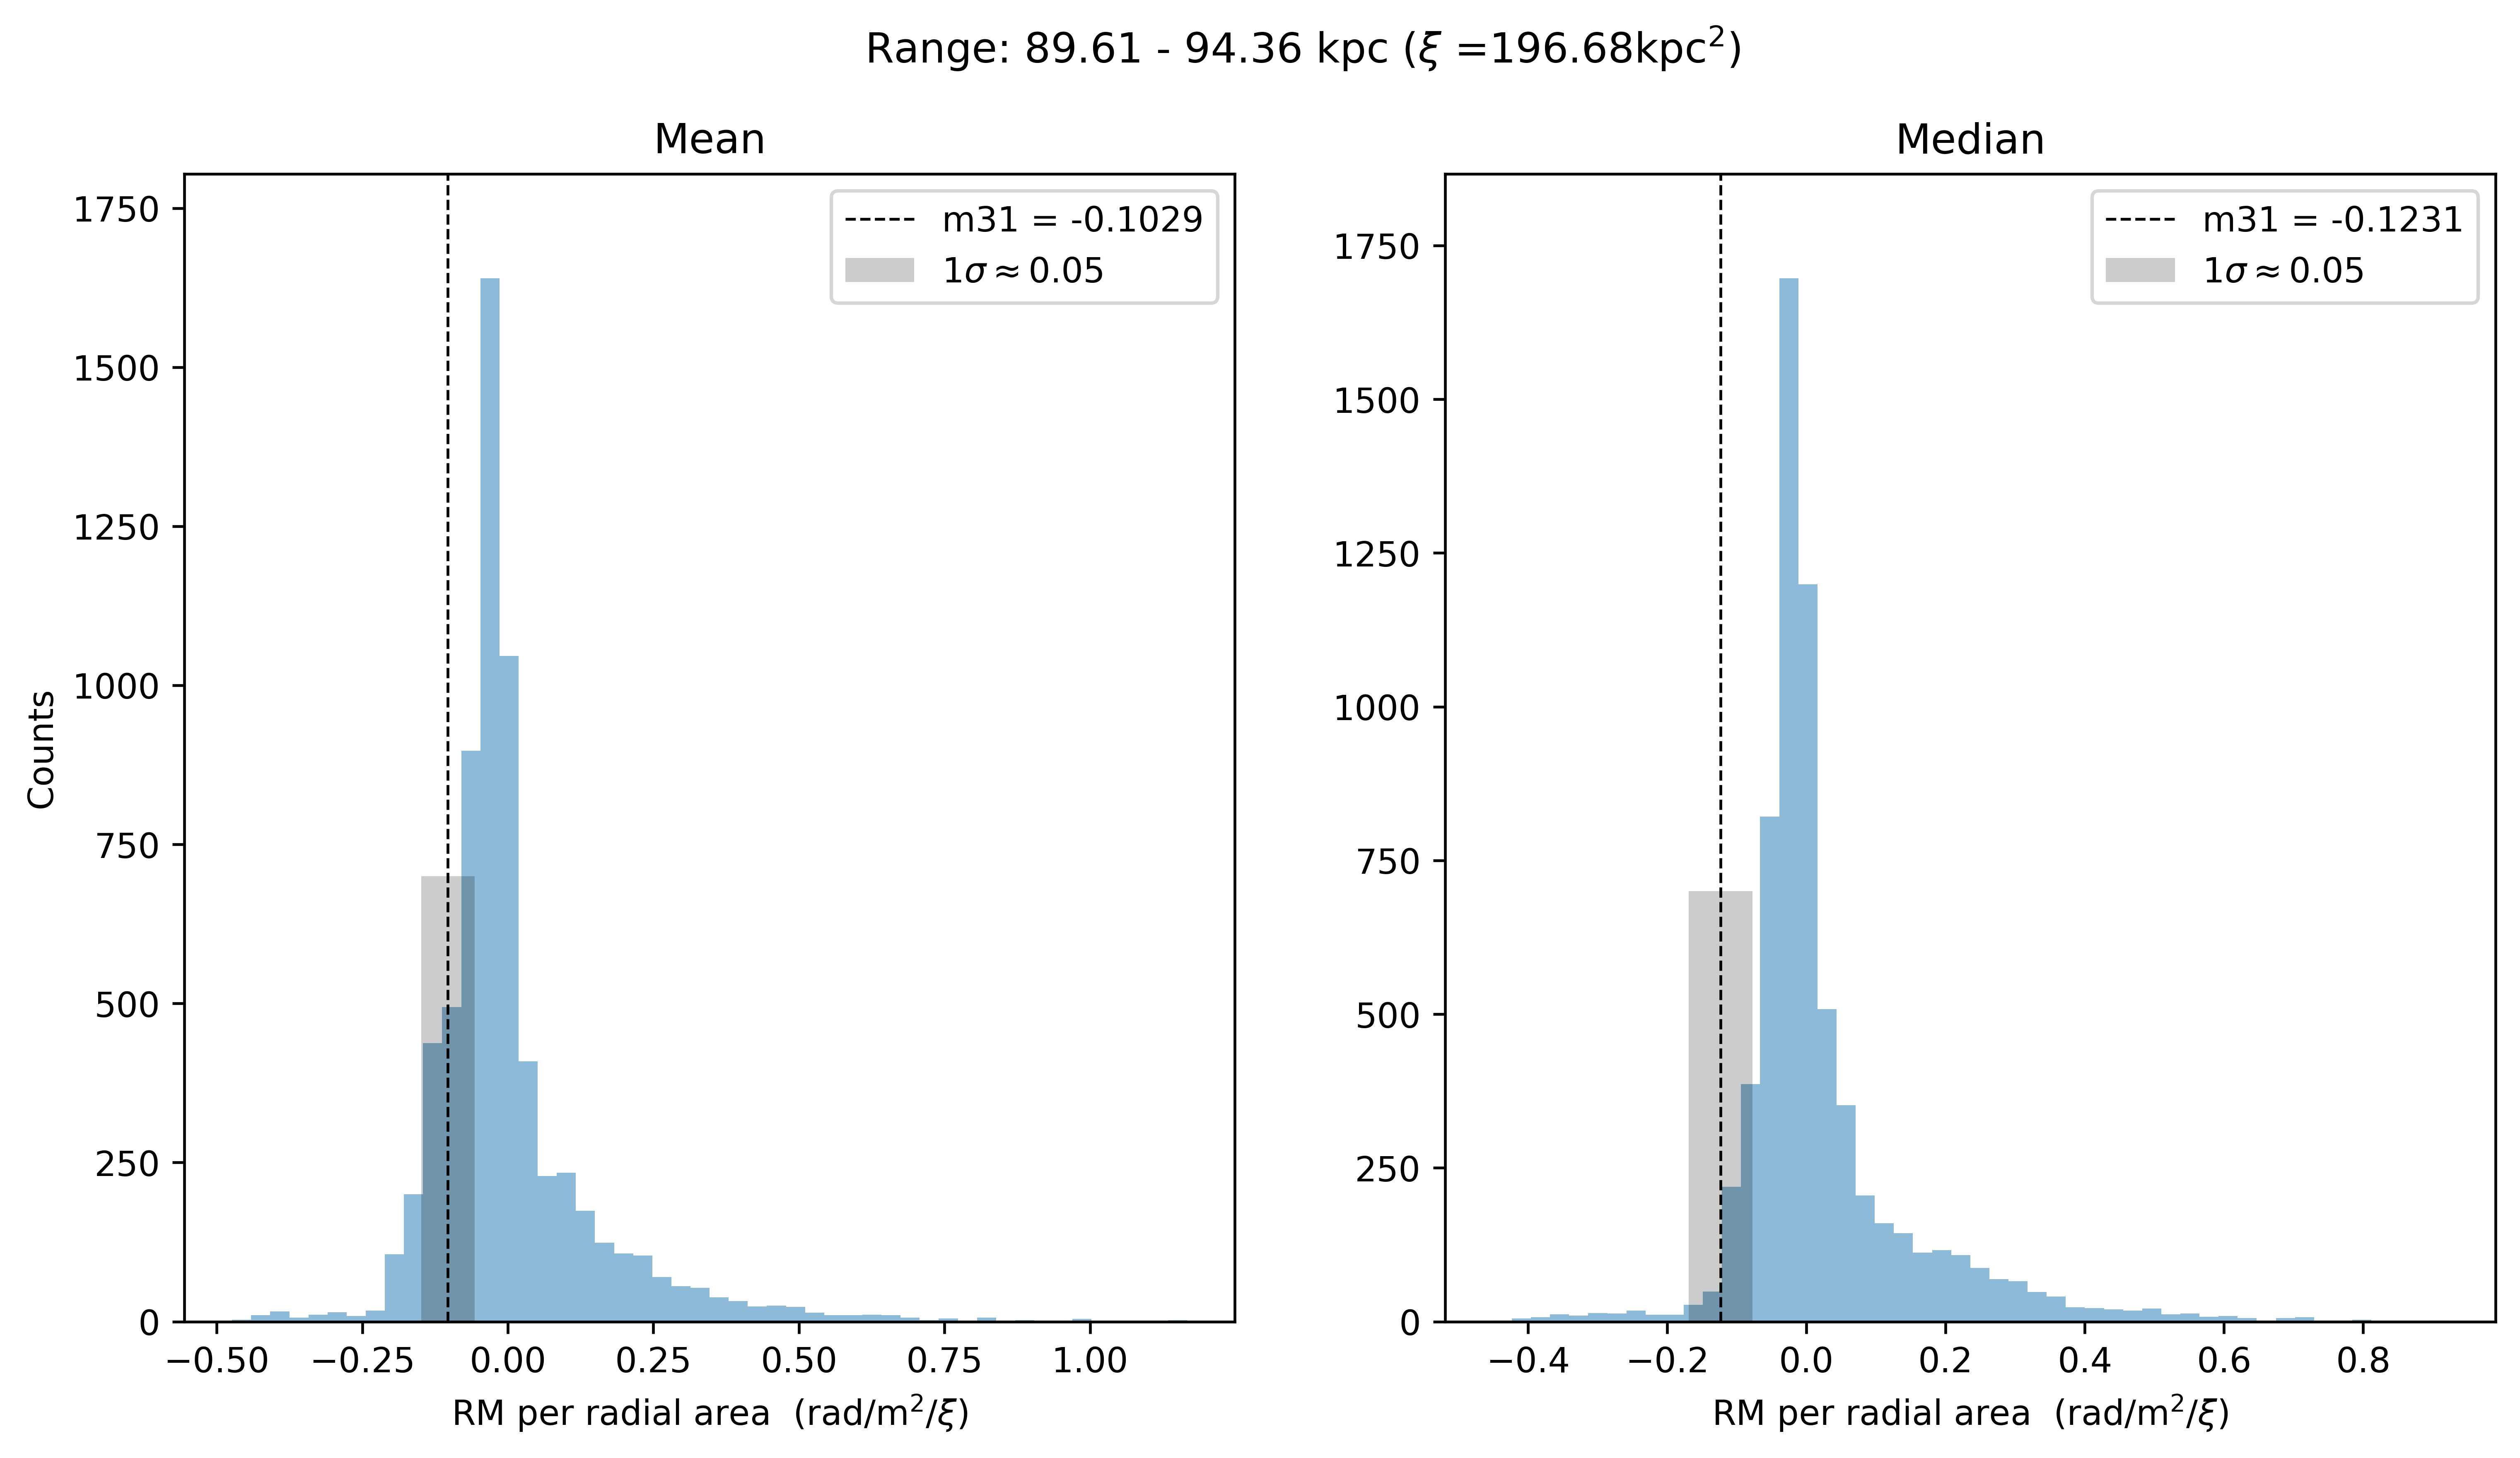 Range: 89.61 - 94.36 kpc (ξ =196.68kpc²)
Mean
m31 = -0.1029
1σ ≈ 0.05
1750
1500
1250
1000
750
500
250
0
Counts
−0.50 −0.25 0.00 0.25 0.50 0.75 1.00
RM per radial area (rad/m²/ξ)
Median
m31 = -0.1231
1σ ≈ 0.05
1750
1500
1250
1000
750
500
250
0
−0.4 −0.2 0.0 0.2 0.4 0.6 0.8
RM per radial area (rad/m²/ξ)